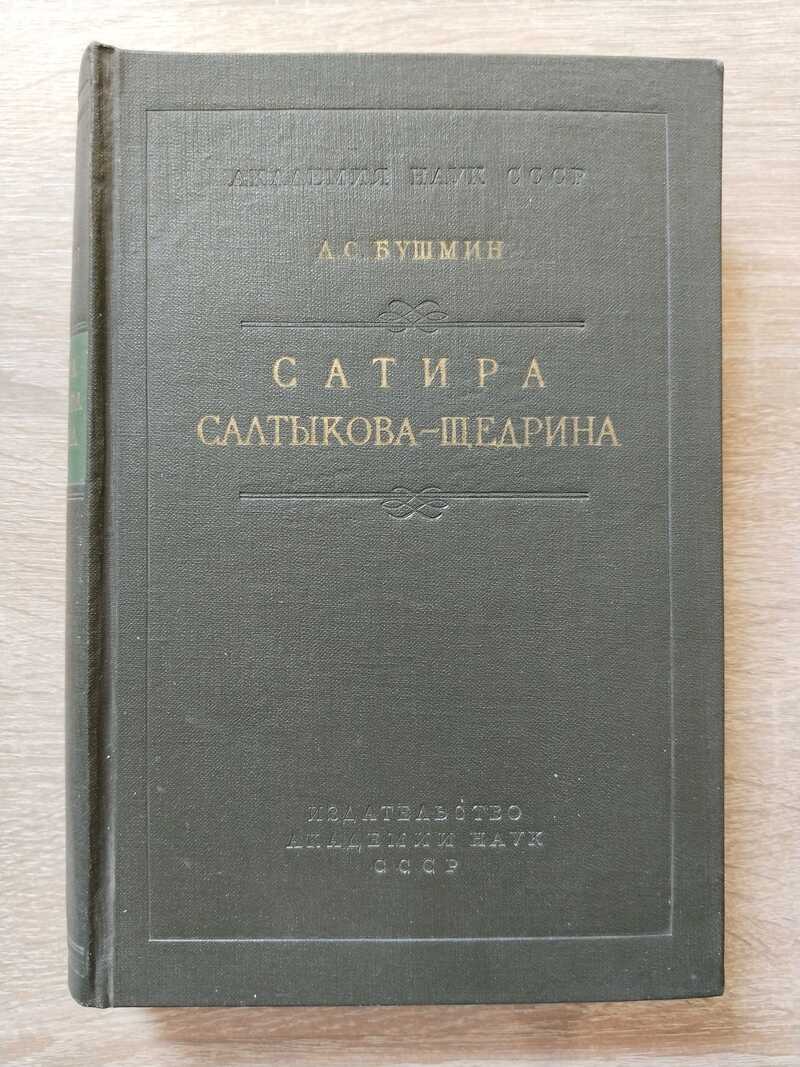 АКАДЕМИЯ НАУК СССР
А.С.БУШМИН
САТИРА
САЛТЫКОВА-ЩЕДРИНА
ИЗДАТЕЛЬСТВО
АКАДЕМИИ НАУК
СССР